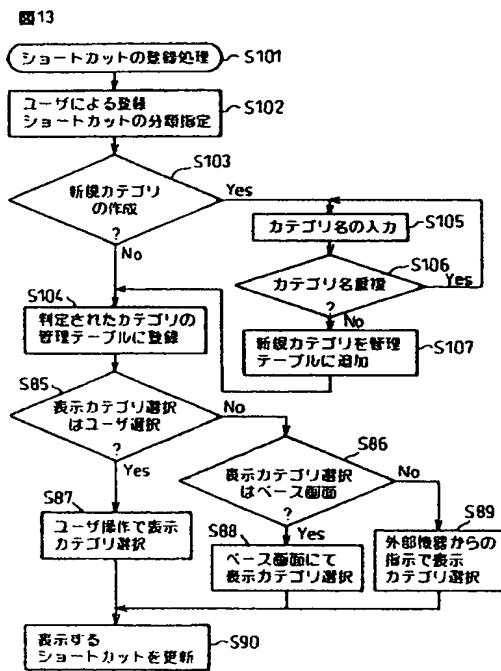 図13
ショートカットの登録処理
S101
ユーザによる登録
ショートカットの分類指定
S102
S103
新規カテゴリ
の作成
?
Yes
No
カテゴリ名の入力
S105
S106
カテゴリ名重複
?
Yes
No
S104
判定されたカテゴリの
管理テーブルに登録
新規カテゴリを管理
テーブルに追加
S107
S85
表示カテゴリ選択
はユーザ選択
?
No
Yes
S86
表示カテゴリ選択
はベース画面
?
No
Yes
S87
ユーザ操作で表示
カテゴリ選択
S88
ベース画面にて
表示カテゴリ選択
S89
外部機器からの
指示で表示
カテゴリ選択
表示する
ショートカットを更新
S90